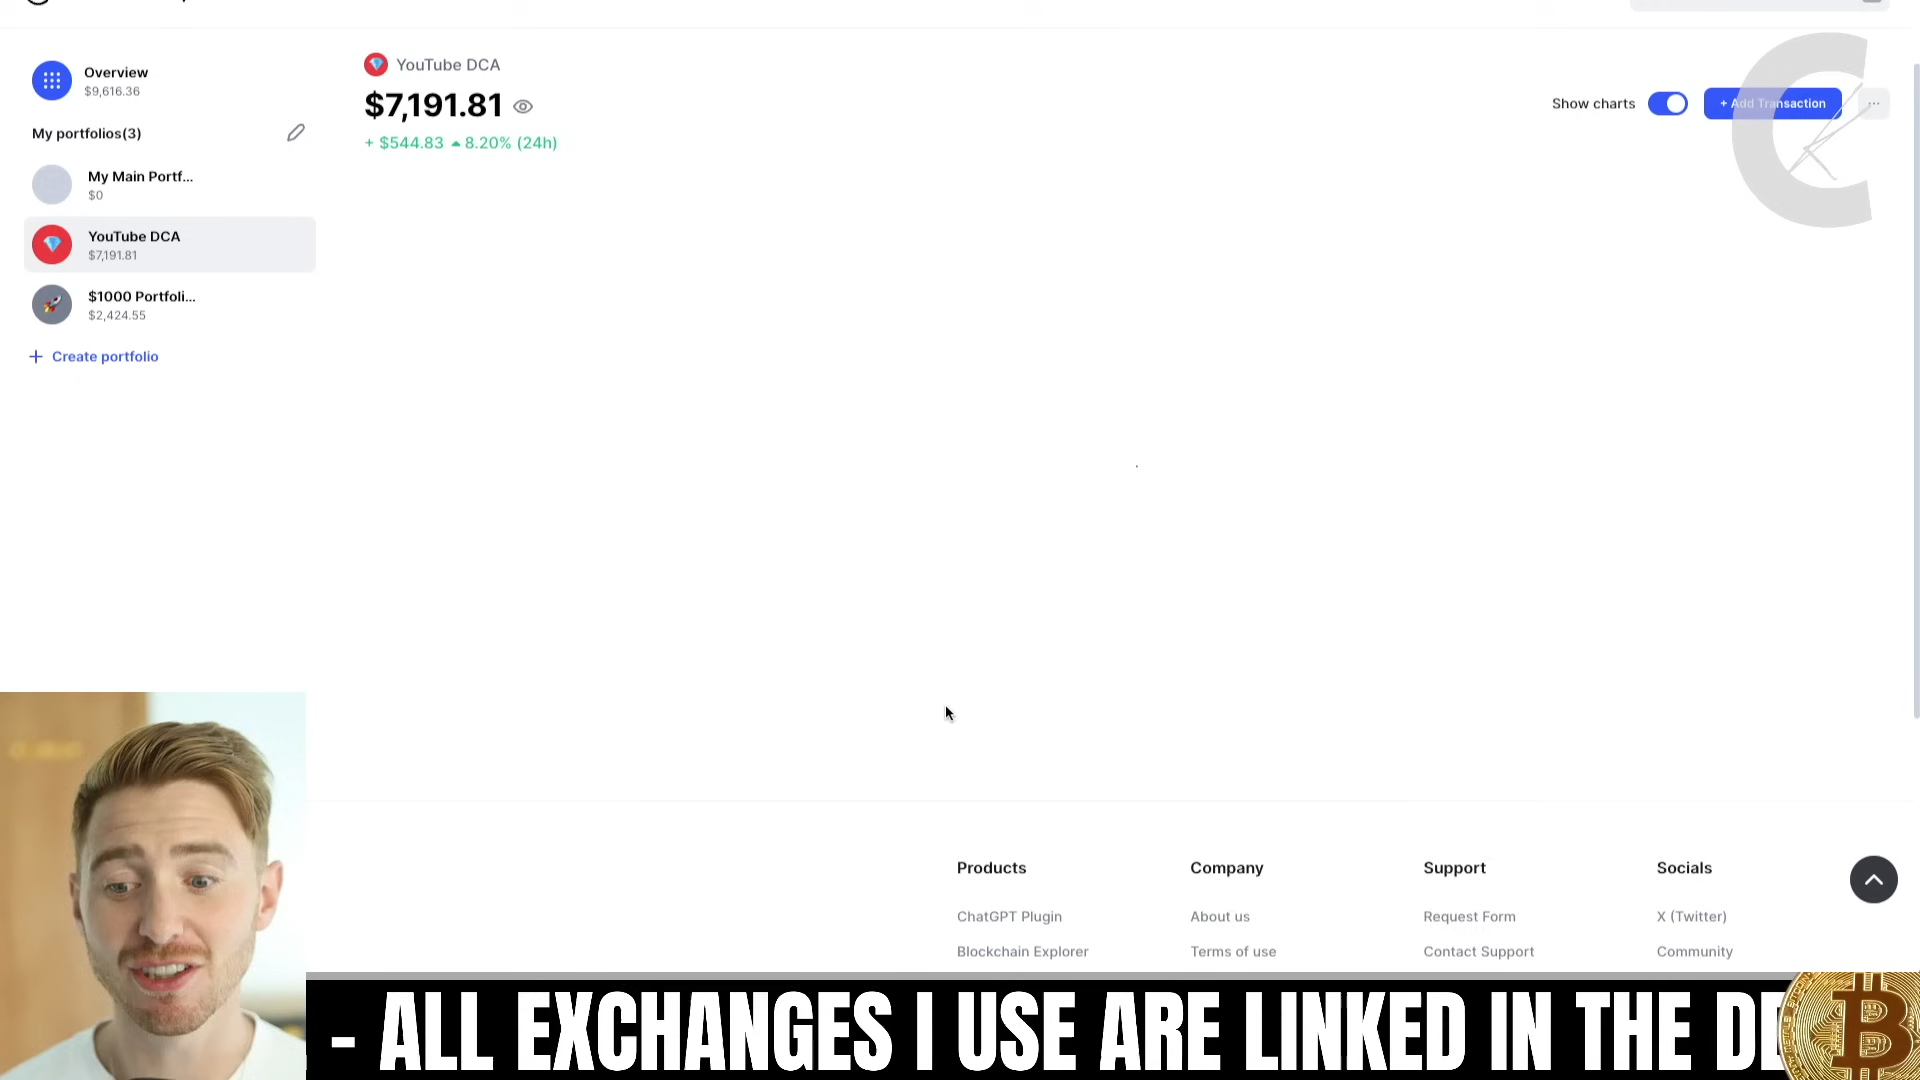 Overview
$9,616.36
My portfolios(3)
My Main Portf...
$0
YouTube DCA
$7,191.81
$1000 Portfoli...
$2,424.55
+ Create portfolio
YouTube DCA
$7,191.81
+ $544.83 8.20% (24h)
Show charts
+ Add Transaction
Products
ChatGPT Plugin
Blockchain Explorer
Company
About us
Terms of use
Support
Request Form
Contact Support
Socials
X (Twitter)
Community
- ALL EXCHANGES I USE ARE LINKED IN THE DE